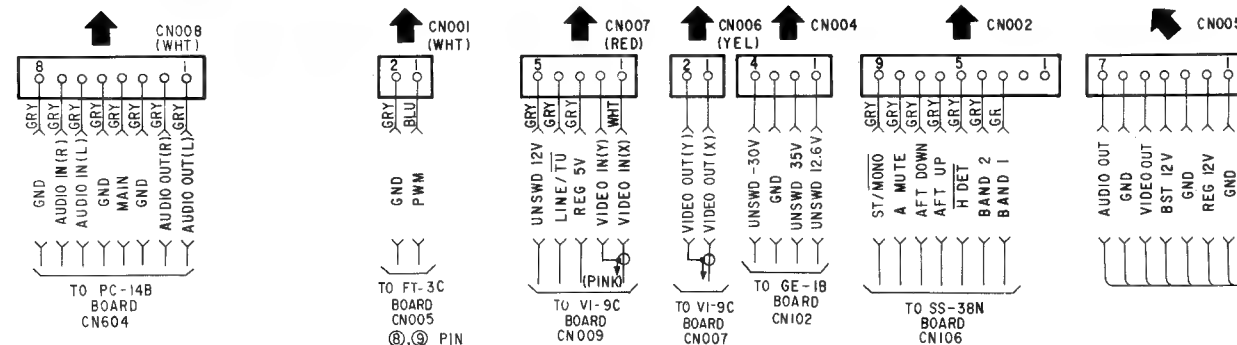 CN008
(WHT)
8 1
GRY GRY GRY GRY GRY GRY GRY GRY
GND
AUDIO IN(R)
AUDIO IN(L)
GND
MAIN
GND
AUDIO OUT(R)
AUDIO OUT(L)
TO PC-14B
BOARD
CN604
CN001
(WHT)
2 1
GRY BLU
GND
PWM
TO FT-3C
BOARD
CN005
⑧,⑨ PIN
CN007
(RED)
5 1
GRY GRY GRY WHT
UNSWD 12V
LINE/TU
REG 5V
VIDEO IN(Y)
VIDEO IN(X)
(PINK)
TO VI-9C
BOARD
CN009
CN006
(YEL)
2 1
VIDEO OUT(Y)
VIDEO OUT(X)
TO VI-9C
BOARD
CN007
CN004
4 1
UNSWD -30V
GND
UNSWD 35V
UNSWD 12.6V
TO GE-1B
BOARD
CN102
CN002
9 5 1
GRY GRY GRY GRY GRY GRY GR
ST/MONO
A MUTE
AFT DOWN
AFT UP
H DET
BAND 2
BAND 1
TO SS-38N
BOARD
CN106
CN005
7 1
AUDIO OUT
GND
VIDEO OUT
BST 12V
GND
REG 12V
GND